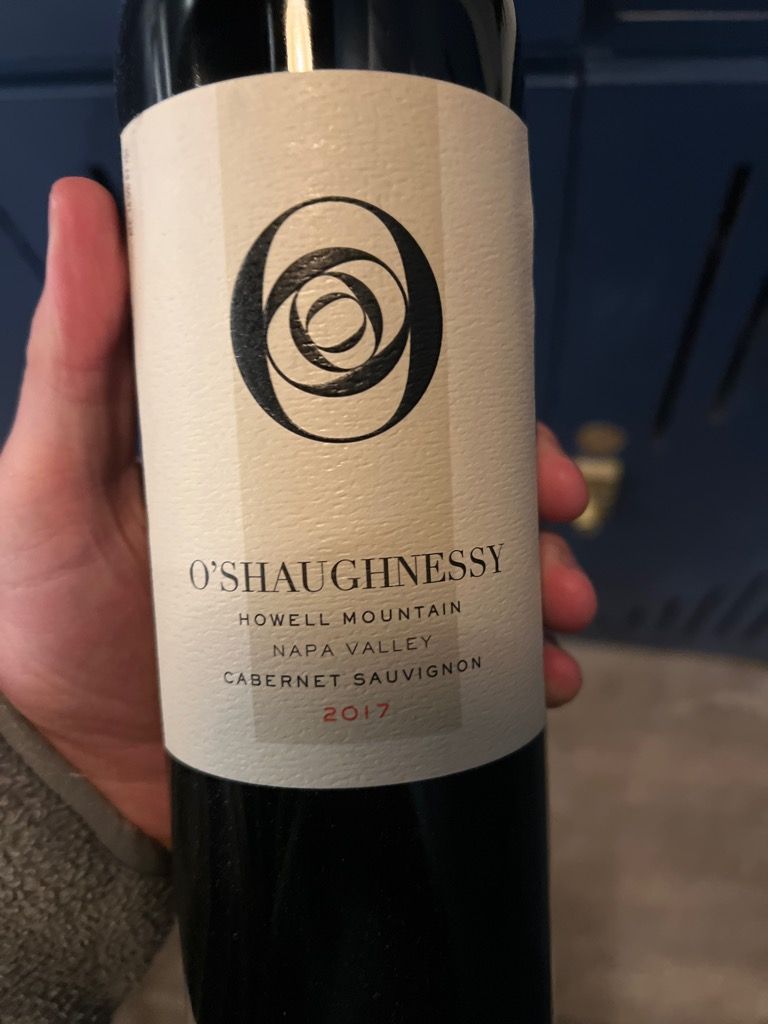 O'SHAUGHNESSY
HOWELL MOUNTAIN
NAPA VALLEY
CABERNET SAUVIGNON
2017